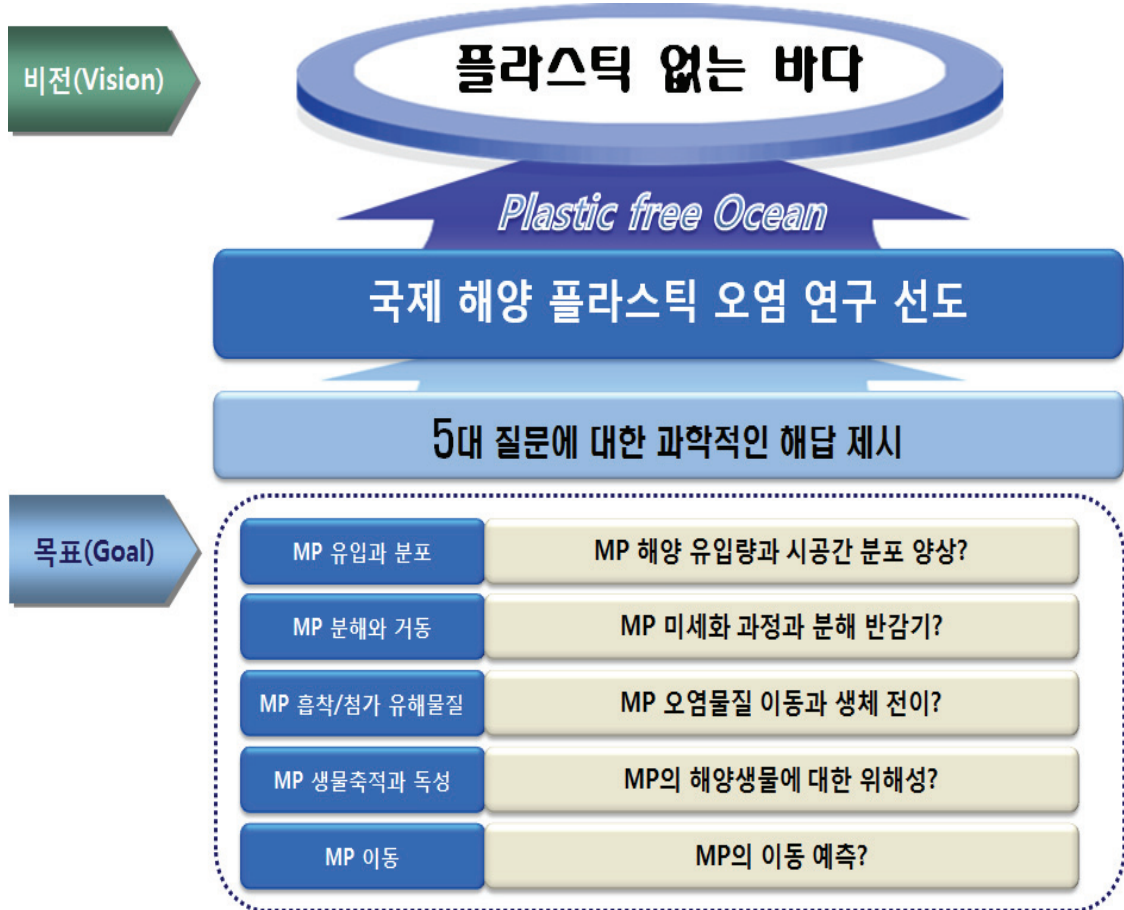 비전(Vision)
플라스틱 없는 바다
Plastic free Ocean
국제 해양 플라스틱 오염 연구 선도
5대 질문에 대한 과학적인 해답 제시
목표(Goal)
MP 유입과 분포
MP 해양 유입량과 시공간 분포 양상?
MP 분해와 거동
MP 미세화 과정과 분해 반감기?
MP 흡착/첨가 유해물질
MP 오염물질 이동과 생체 전이?
MP 생물축적과 독성
MP의 해양생물에 대한 위해성?
MP 이동
MP의 이동 예측?